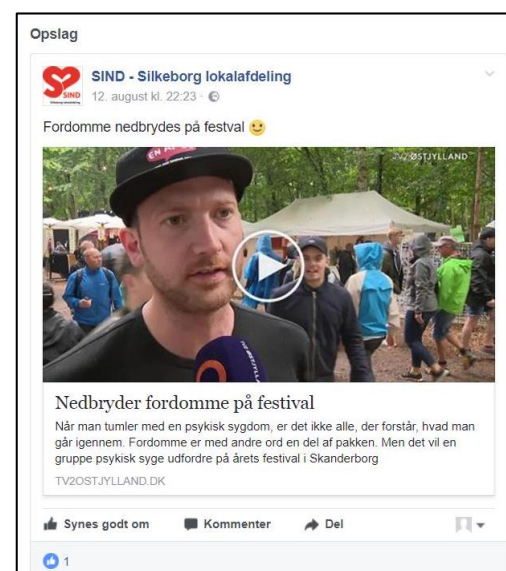 Opslag
SIND - Silkeborg lokalafdeling
12. august kl. 22:23 ·
Fordomme nedbrydes på festval
TV2 ØSTJYLLAND
SIND
Nedbryder fordomme på festival
Når man tumler med en psykisk sygdom, er det ikke alle, der forstår, hvad man
går igennem. Fordomme er med andre ord en del af pakken. Men det vil en
gruppe psykisk syge udfordre på årets festival i Skanderborg
TV2OSTJYLLAND.DK
Synes godt om Kommenter Del
1